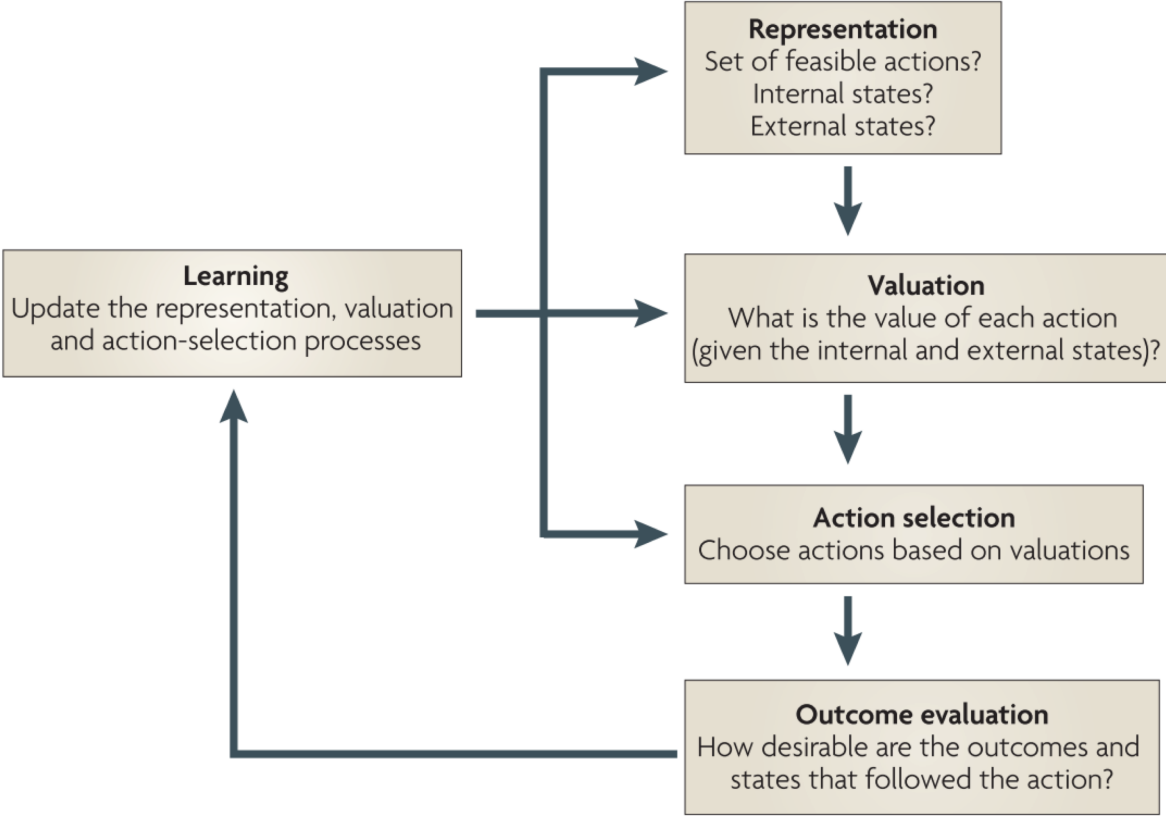 Representation
Set of feasible actions?
Internal states?
External states?
Learning
Update the representation, valuation
and action-selection processes
Valuation
What is the value of each action
(given the internal and external states)?
Action selection
Choose actions based on valuations
Outcome evaluation
How desirable are the outcomes and
states that followed the action?